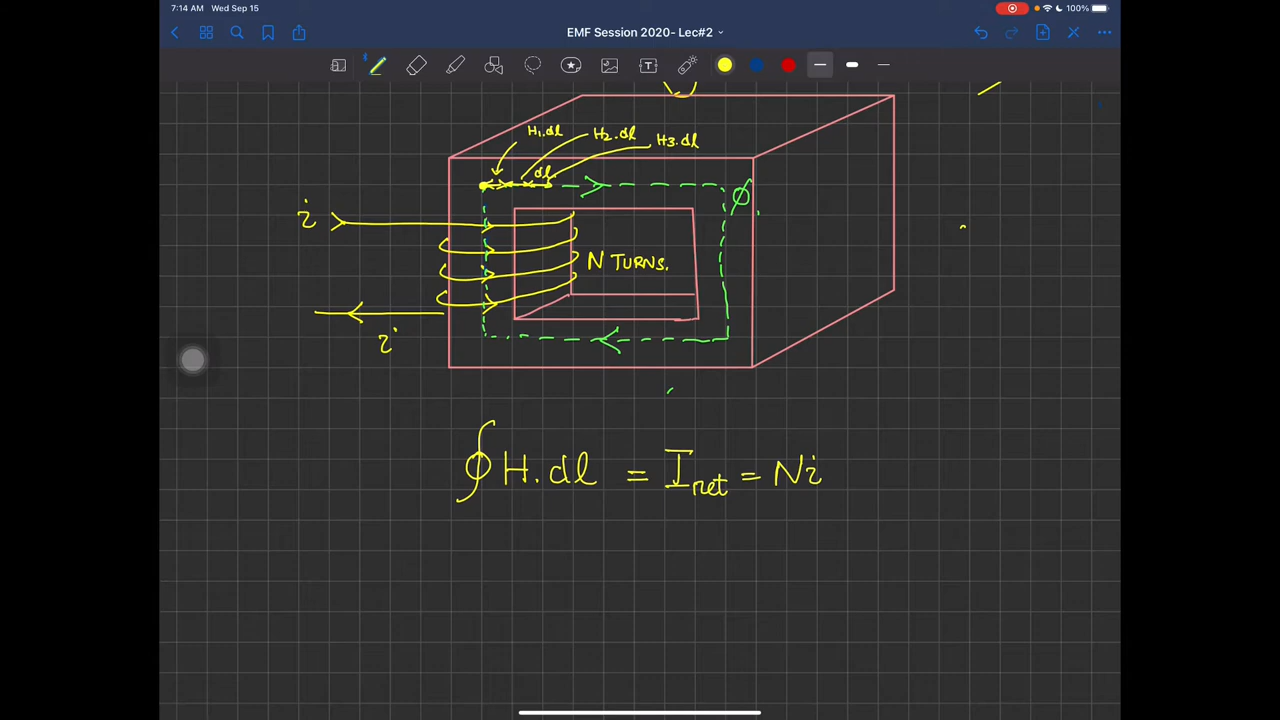 7:14 AM Wed Sep 15
100%
EMF Session 2020- Lec#2
H1.dl
H2.dl
H3.dl
dl
ϕ
i
N TURNS.
i
∮ H.dl = Inet = Ni